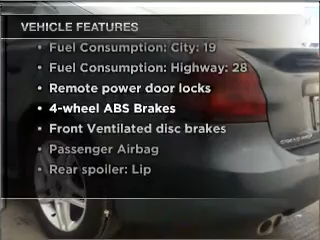 VEHICLE FEATURES
• Fuel Consumption: City: 19
• Fuel Consumption: Highway: 28
• Remote power door locks
• 4-wheel ABS Brakes
• Front Ventilated disc brakes
• Passenger Airbag
• Rear spoiler: Lip